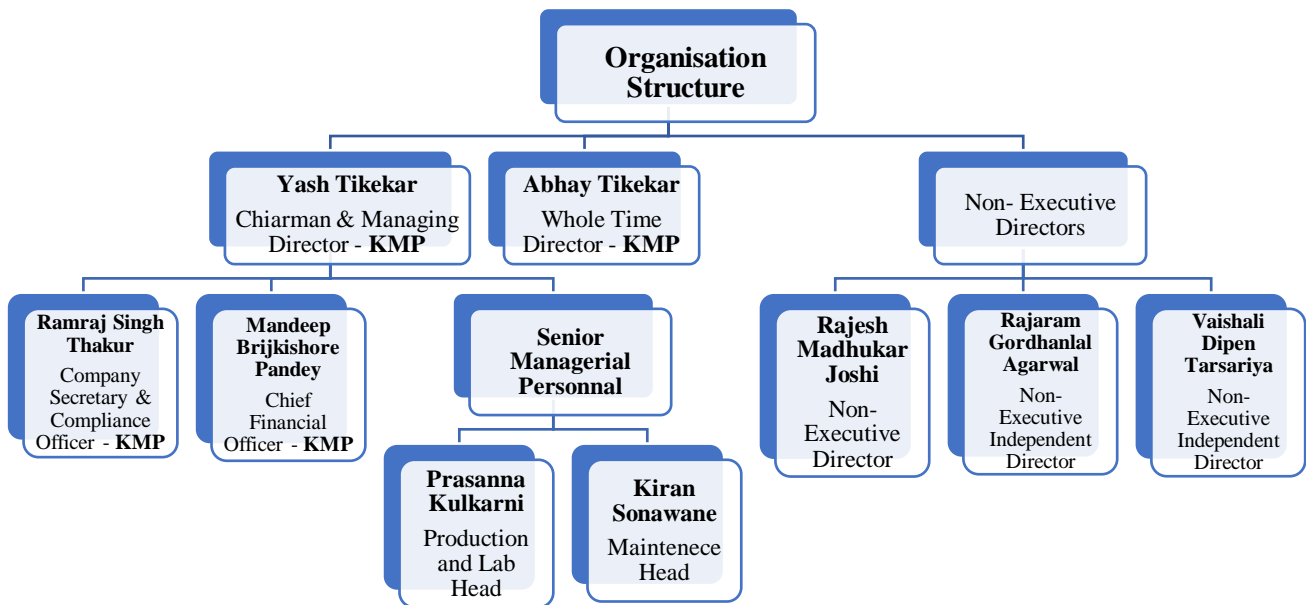 Organisation
Structure
Yash Tikekar
Chiarman & Managing
Director - KMP
Abhay Tikekar
Whole Time
Director - KMP
Non- Executive
Directors
Ramraj Singh
Thakur
Company
Secretary &
Compliance
Officer - KMP
Mandeep
Brijkishore
Pandey
Chief
Financial
Officer - KMP
Senior
Managerial
Personnal
Prasanna
Kulkarni
Production
and Lab
Head
Kiran
Sonawane
Maintenece
Head
Rajesh
Madhukar
Joshi
Non-
Executive
Director
Rajaram
Gordhanlal
Agarwal
Non-
Executive
Independent
Director
Vaishali
Dipen
Tarsariya
Non-
Executive
Independent
Director